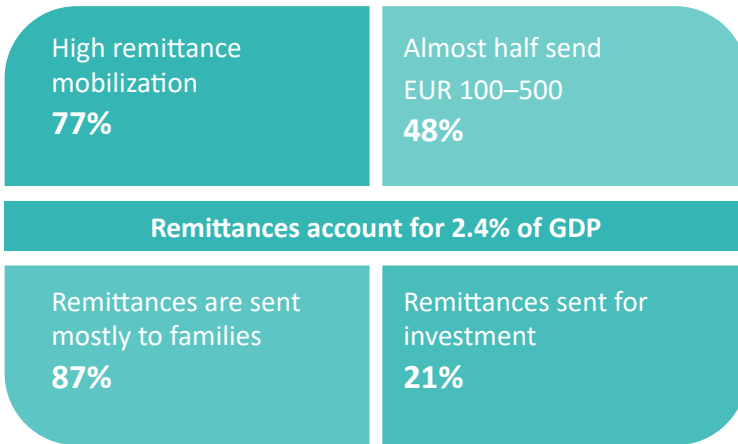 High remittance
mobilization
77%
Almost half send
EUR 100–500
48%
Remittances account for 2.4% of GDP
Remittances are sent
mostly to families
87%
Remittances sent for
investment
21%